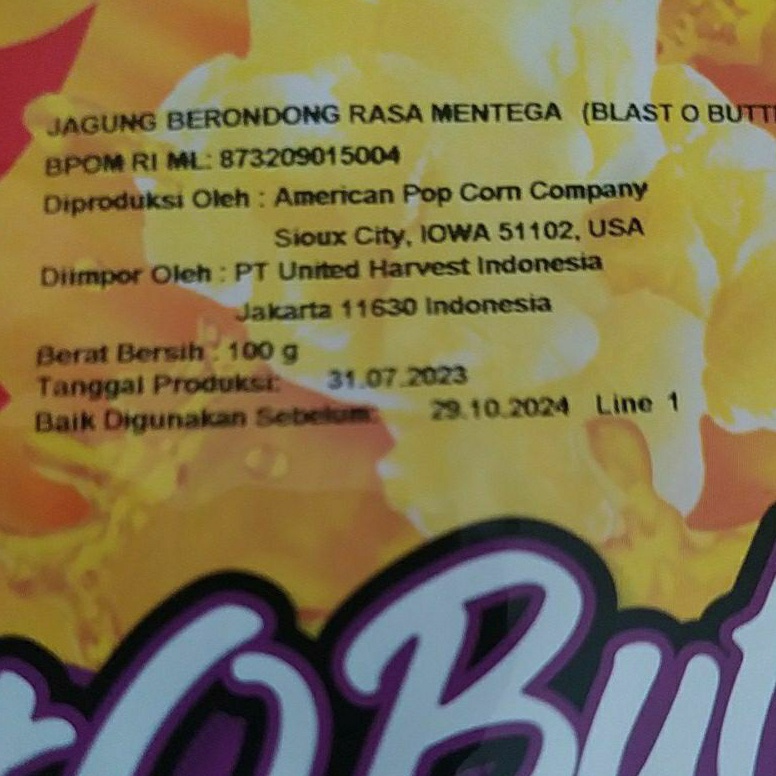 JAGUNG BERONDONG RASA MENTEGA (BLAST O BUTT
BPOM RI ML: 873209015004
Diproduksi Oleh : American Pop Corn Company
Sioux City, IOWA 51102, USA
Diimpor Oleh : PT United Harvest Indonesia
Jakarta 11630 Indonesia
Berat Bersih : 100 g
Tanggal Produksi: 31.07.2023
Baik Digunakan Sebelum: 29.10.2024 Line 1
O But